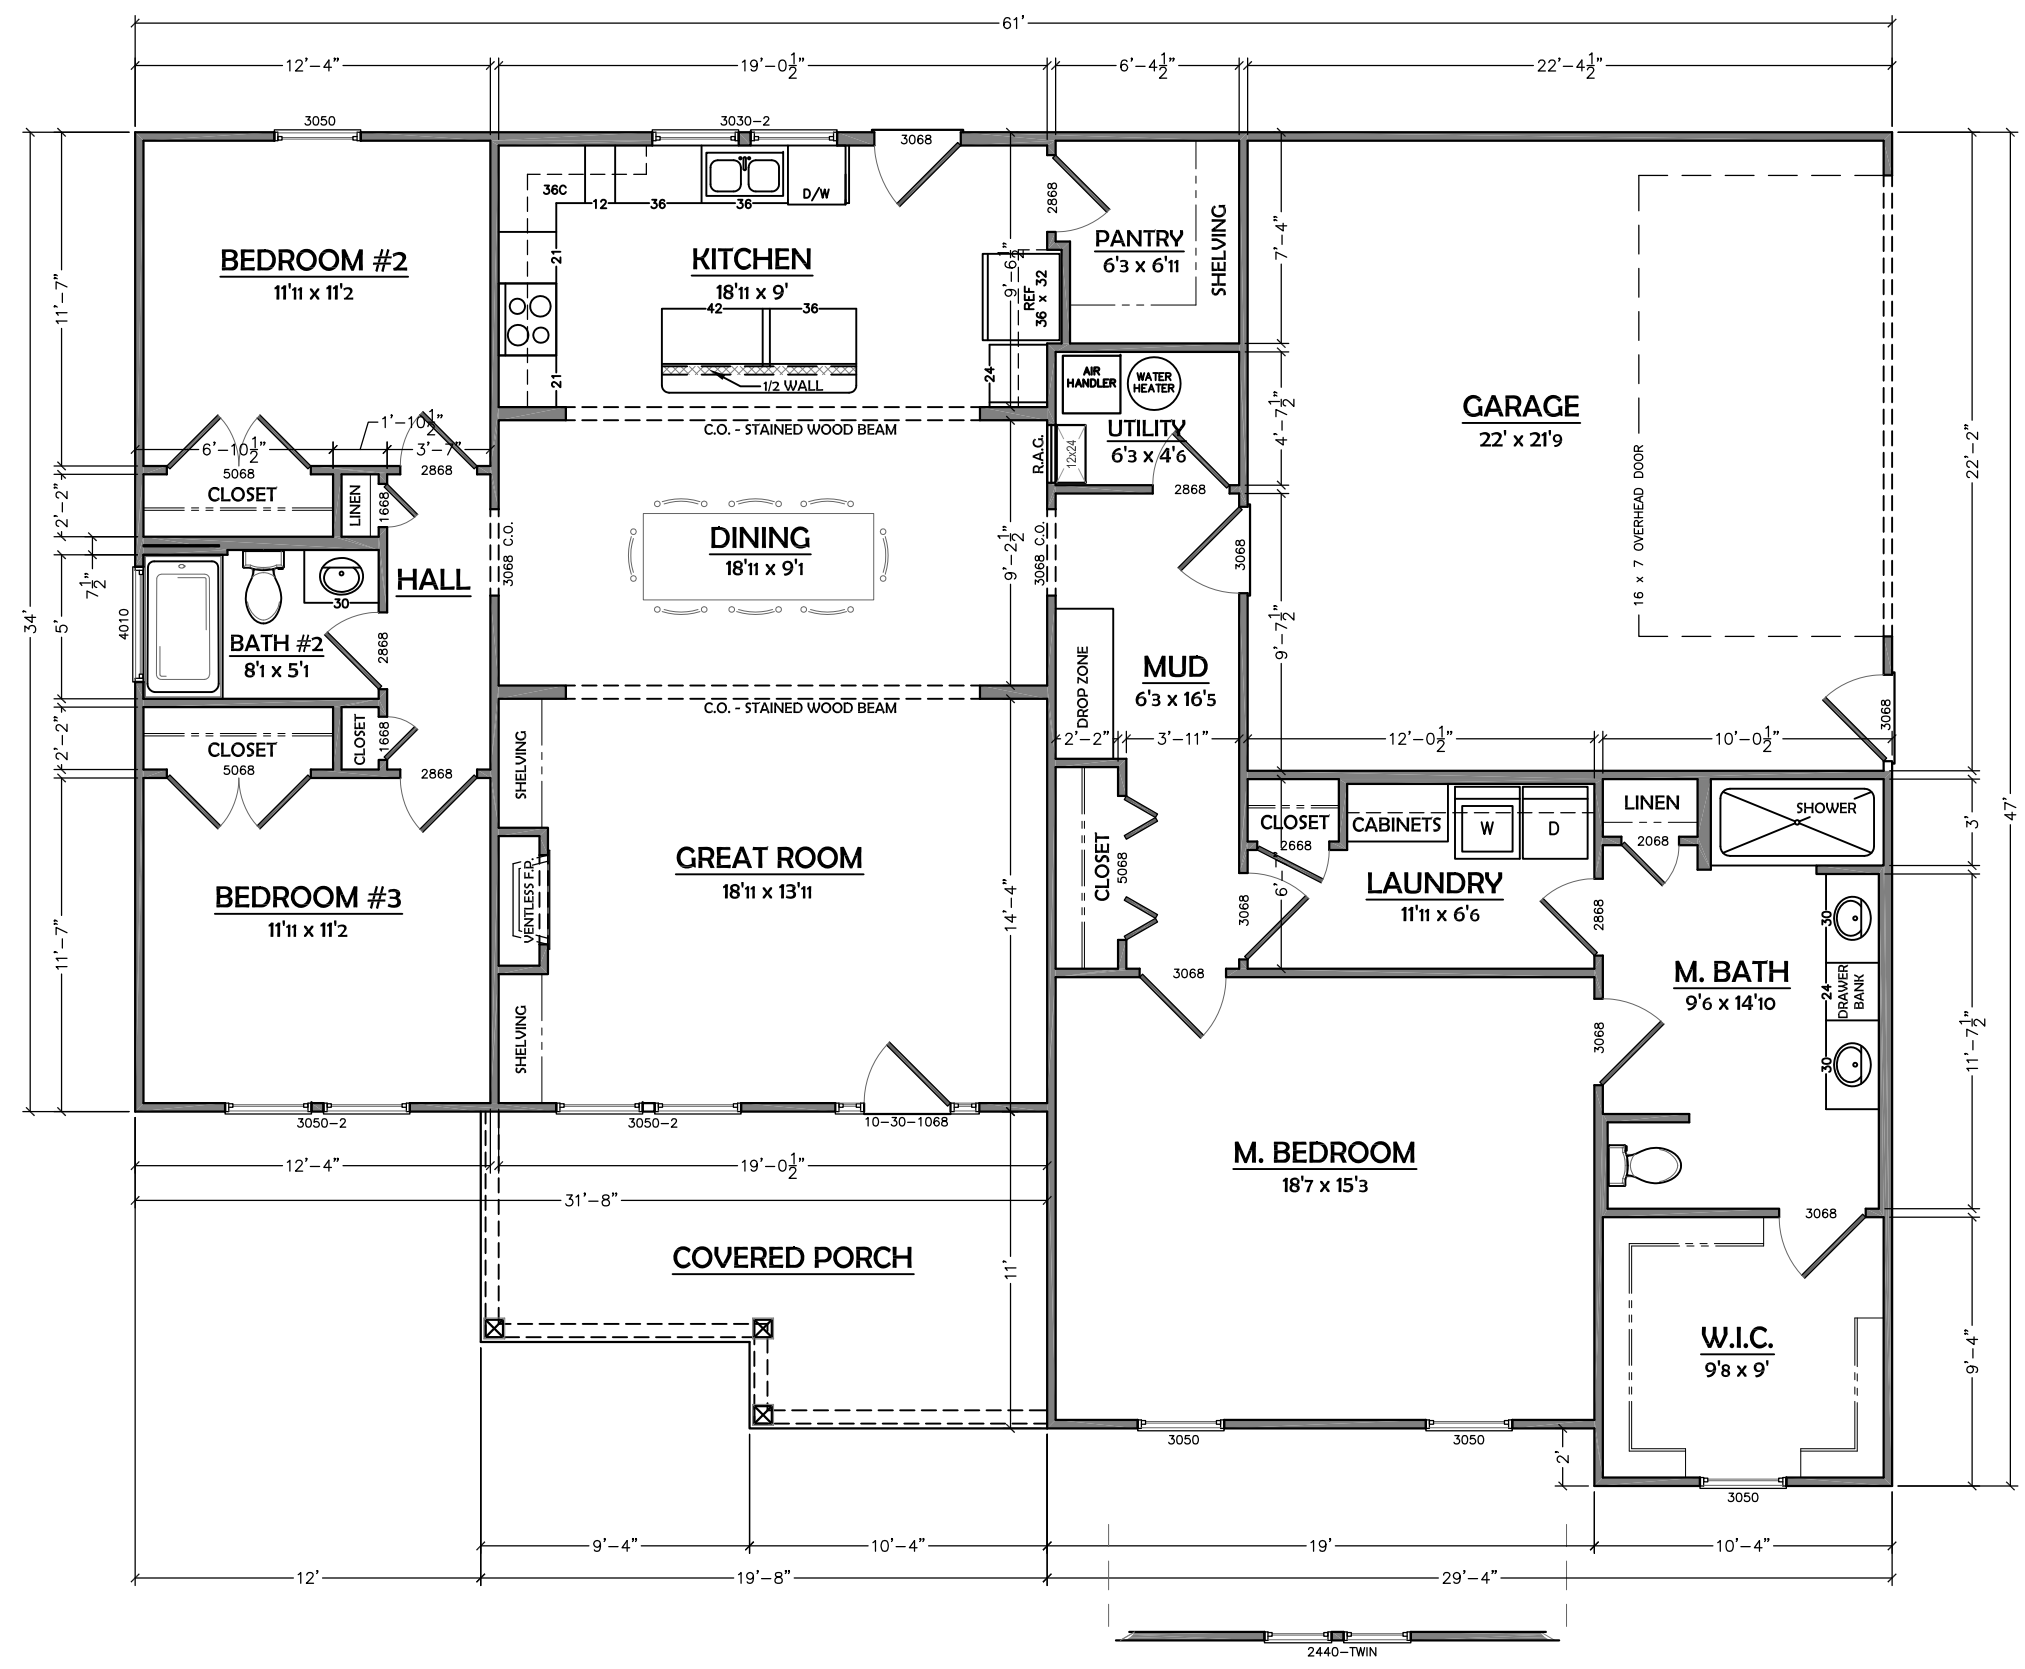 61'
12'-4" 19'-0 1/2" 6'-4 1/2" 22'-4 1/2"
3050
3030-2
3068
36C
12
36
36
D/W
2868
SHELVING
PANTRY
6'3 x 6'11
7'-4"
BEDROOM #2
11'11 x 11'2
KITCHEN
18'11 x 9'
21
9'-6 1/2"
REF
36 x 32
42
36
11'-7"
21
1/2 WALL
24
AIR
HANDLER
WATER
HEATER
4'-7 1/2"
GARAGE
22' x 21'9
22'-2"
C.O. - STAINED WOOD BEAM
UTILITY
6'3 x 4'6
R.A.G.
12x24
1'-10 1/2"
6'-10 1/2"
3'-7"
5068
2868
2868
CLOSET
LINEN
1668
2'-2"
16 x 7 OVERHEAD DOOR
3068 C.O.
DINING
18'11 x 9'1
9'-2 1/2"
3068 C.O.
3068
HALL
7 1/2"
30
34'
5'
4010
BATH #2
8'1 x 5'1
2868
9'-7 1/2"
MUD
6'3 x 16'5
DROP ZONE
C.O. - STAINED WOOD BEAM
3068
2'-2"
CLOSET
5068
CLOSET
1668
2868
2'-2"
3'-11"
12'-0 1/2"
10'-0 1/2"
SHELVING
47'
CLOSET
2668
CABINETS
W
D
LINEN
2068
SHOWER
3'
GREAT ROOM
18'11 x 13'11
VENTLESS F.P.
CLOSET
5068
6'
LAUNDRY
11'11 x 6'6
3068
2868
BEDROOM #3
11'11 x 11'2
11'-7"
14'-4"
30
M. BATH
9'6 x 14'10
24
DRAWER
BANK
3068
SHELVING
3068
30
11'-7 1/2"
3050-2
3050-2
10-30-1068
M. BEDROOM
18'7 x 15'3
12'-4"
19'-0 1/2"
31'-8"
3068
COVERED PORCH
11'
W.I.C.
9'8 x 9'
9'-4"
3050
3050
2'
3050
9'-4"
10'-4"
19'
10'-4"
12'
19'-8"
29'-4"
2440-TWIN